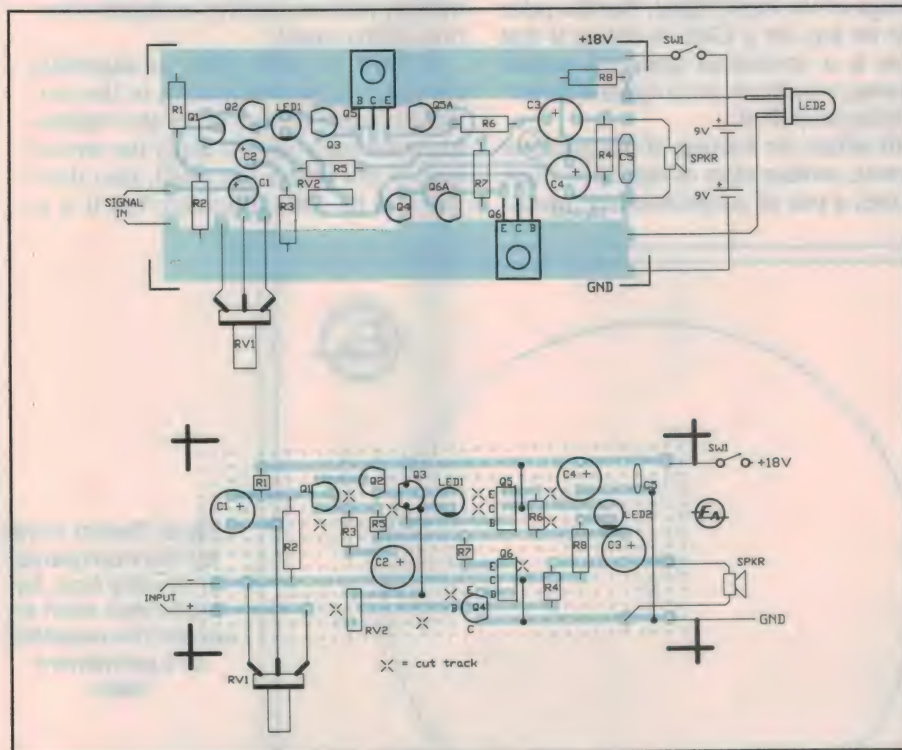 +18V
SW1
R8
R1
Q2
LED1
B C E
Q5
Q5A
C3
LED2
Q1
Q3
R6
9V
C2
R5
R4
C5
SPKR
C1
RV2
R7
C4
9V
SIGNAL
IN
R2
R3
Q4
Q6A
Q6
E C B
GND
RV1
SW1
+18V
R1
Q1
Q2
Q3
LED1
E
C
B
Q5
C4
C5
C1
R2
R3
R5
R6
LED2
EA
C2
R7
Q6
E
C
B
R8
C3
SPKR
INPUT
-
+
RV2
E
B
C
Q4
R4
GND
RV1
= cut track